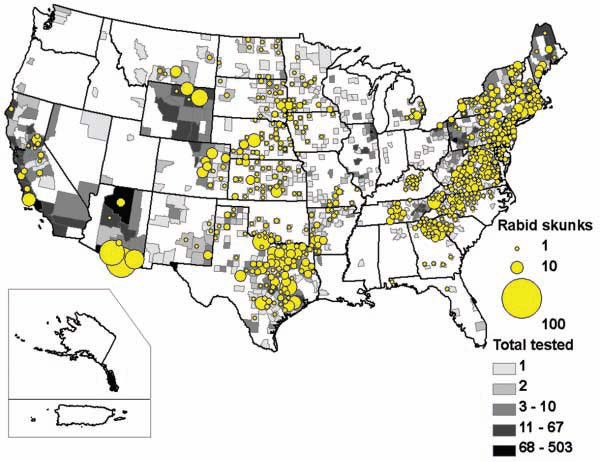 Rabid skunks
1
10
100
Total tested
1
2
3 - 10
11 - 67
68 - 503